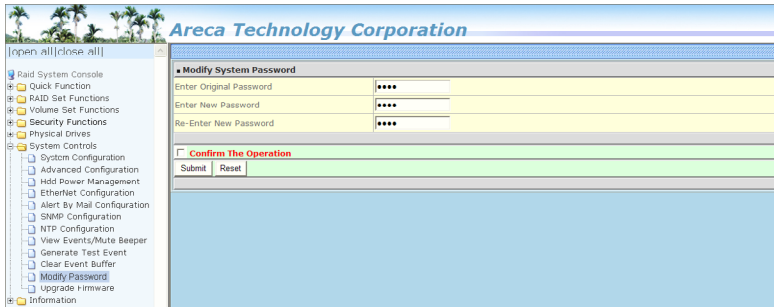 Areca Technology Corporation
|open all|close all|
Raid System Console
Quick Function
RAID Set Functions
Volume Set Functions
Security Functions
Physical Drives
System Controls
System Configuration
Advanced Configuration
Hdd Power Management
EtherNet Configuration
Alert By Mail Configuration
SNMP Configuration
NTP Configuration
View Events/Mute Beeper
Generate Test Event
Clear Event Buffer
Modify Password
Upgrade Firmware
Information
Modify System Password
Enter Original Password ••••
Enter New Password ••••
Re-Enter New Password ••••
Confirm The Operation
Submit Reset